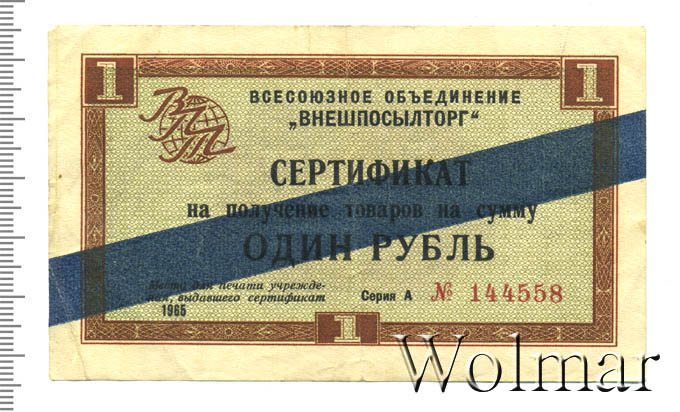 1 1
ВПТ
ВСЕСОЮЗНОЕ ОБЪЕДИНЕНИЕ
„ВНЕШПОСЫЛТОРГ“
СЕРТИФИКАТ
на получение товаров на сумму
ОДИН РУБЛЬ
Место для печати учрежде-
ния, выдавшего сертификат
1965
Серия А № 144558
1
Wolmar